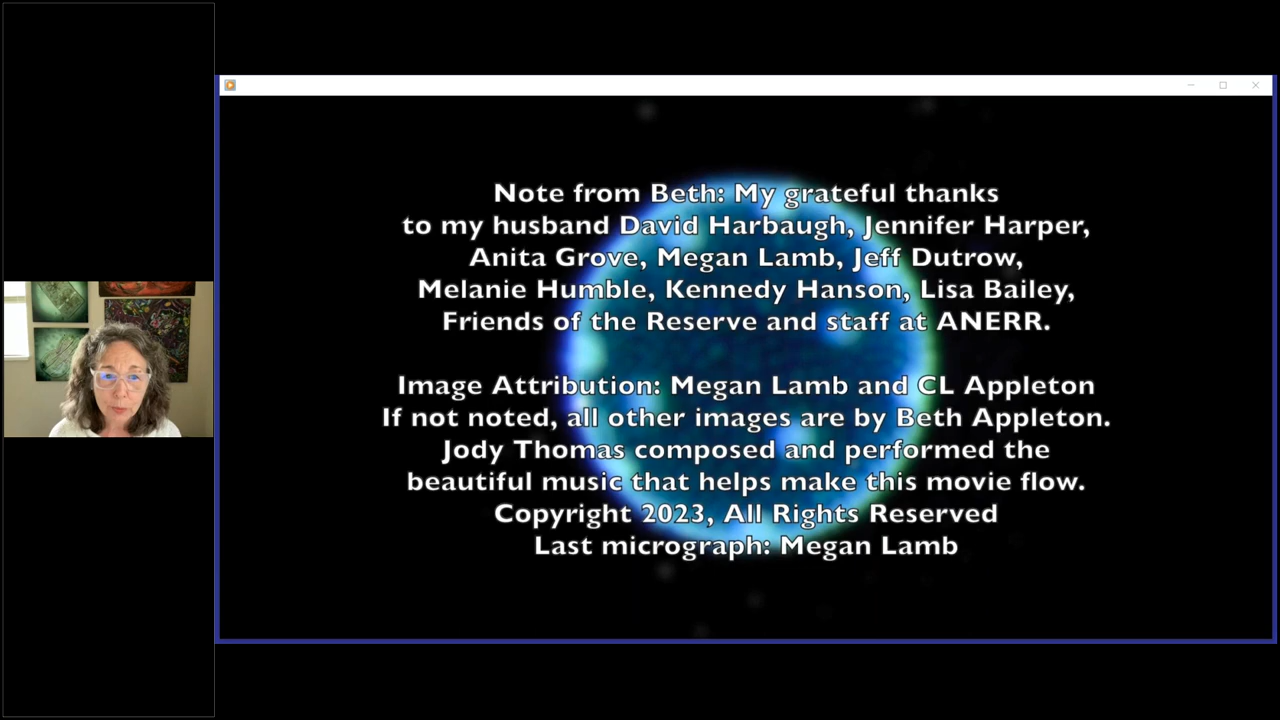 Note from Beth: My grateful thanks
to my husband David Harbaugh, Jennifer Harper,
Anita Grove, Megan Lamb, Jeff Dutrow,
Melanie Humble, Kennedy Hanson, Lisa Bailey,
Friends of the Reserve and staff at ANERR.
Image Attribution: Megan Lamb and CL Appleton
If not noted, all other images are by Beth Appleton.
Jody Thomas composed and performed the
beautiful music that helps make this movie flow.
Copyright 2023, All Rights Reserved
Last micrograph: Megan Lamb